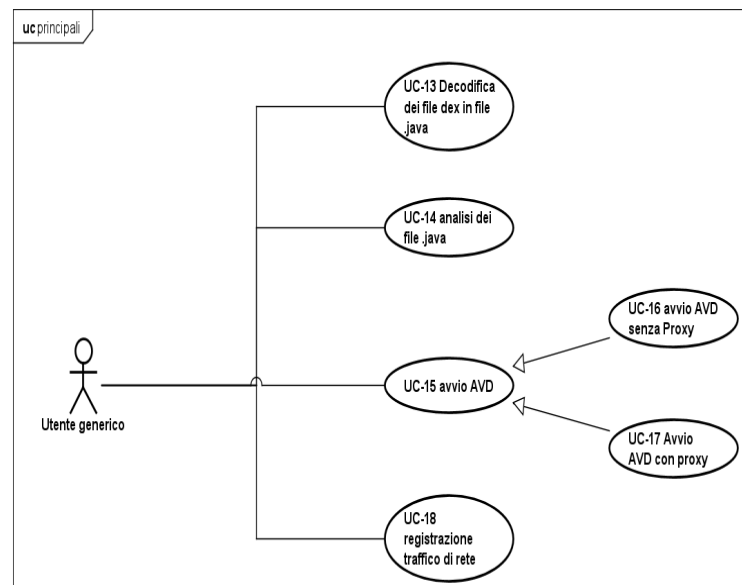 uc principali
UC-13 Decodifica
dei file dex in file
.java
UC-14 analisi dei
file .java
UC-16 avvio AVD
senza Proxy
UC-15 avvio AVD
Utente generico
UC-17 Avvio
AVD con proxy
UC-18
registrazione
traffico di rete